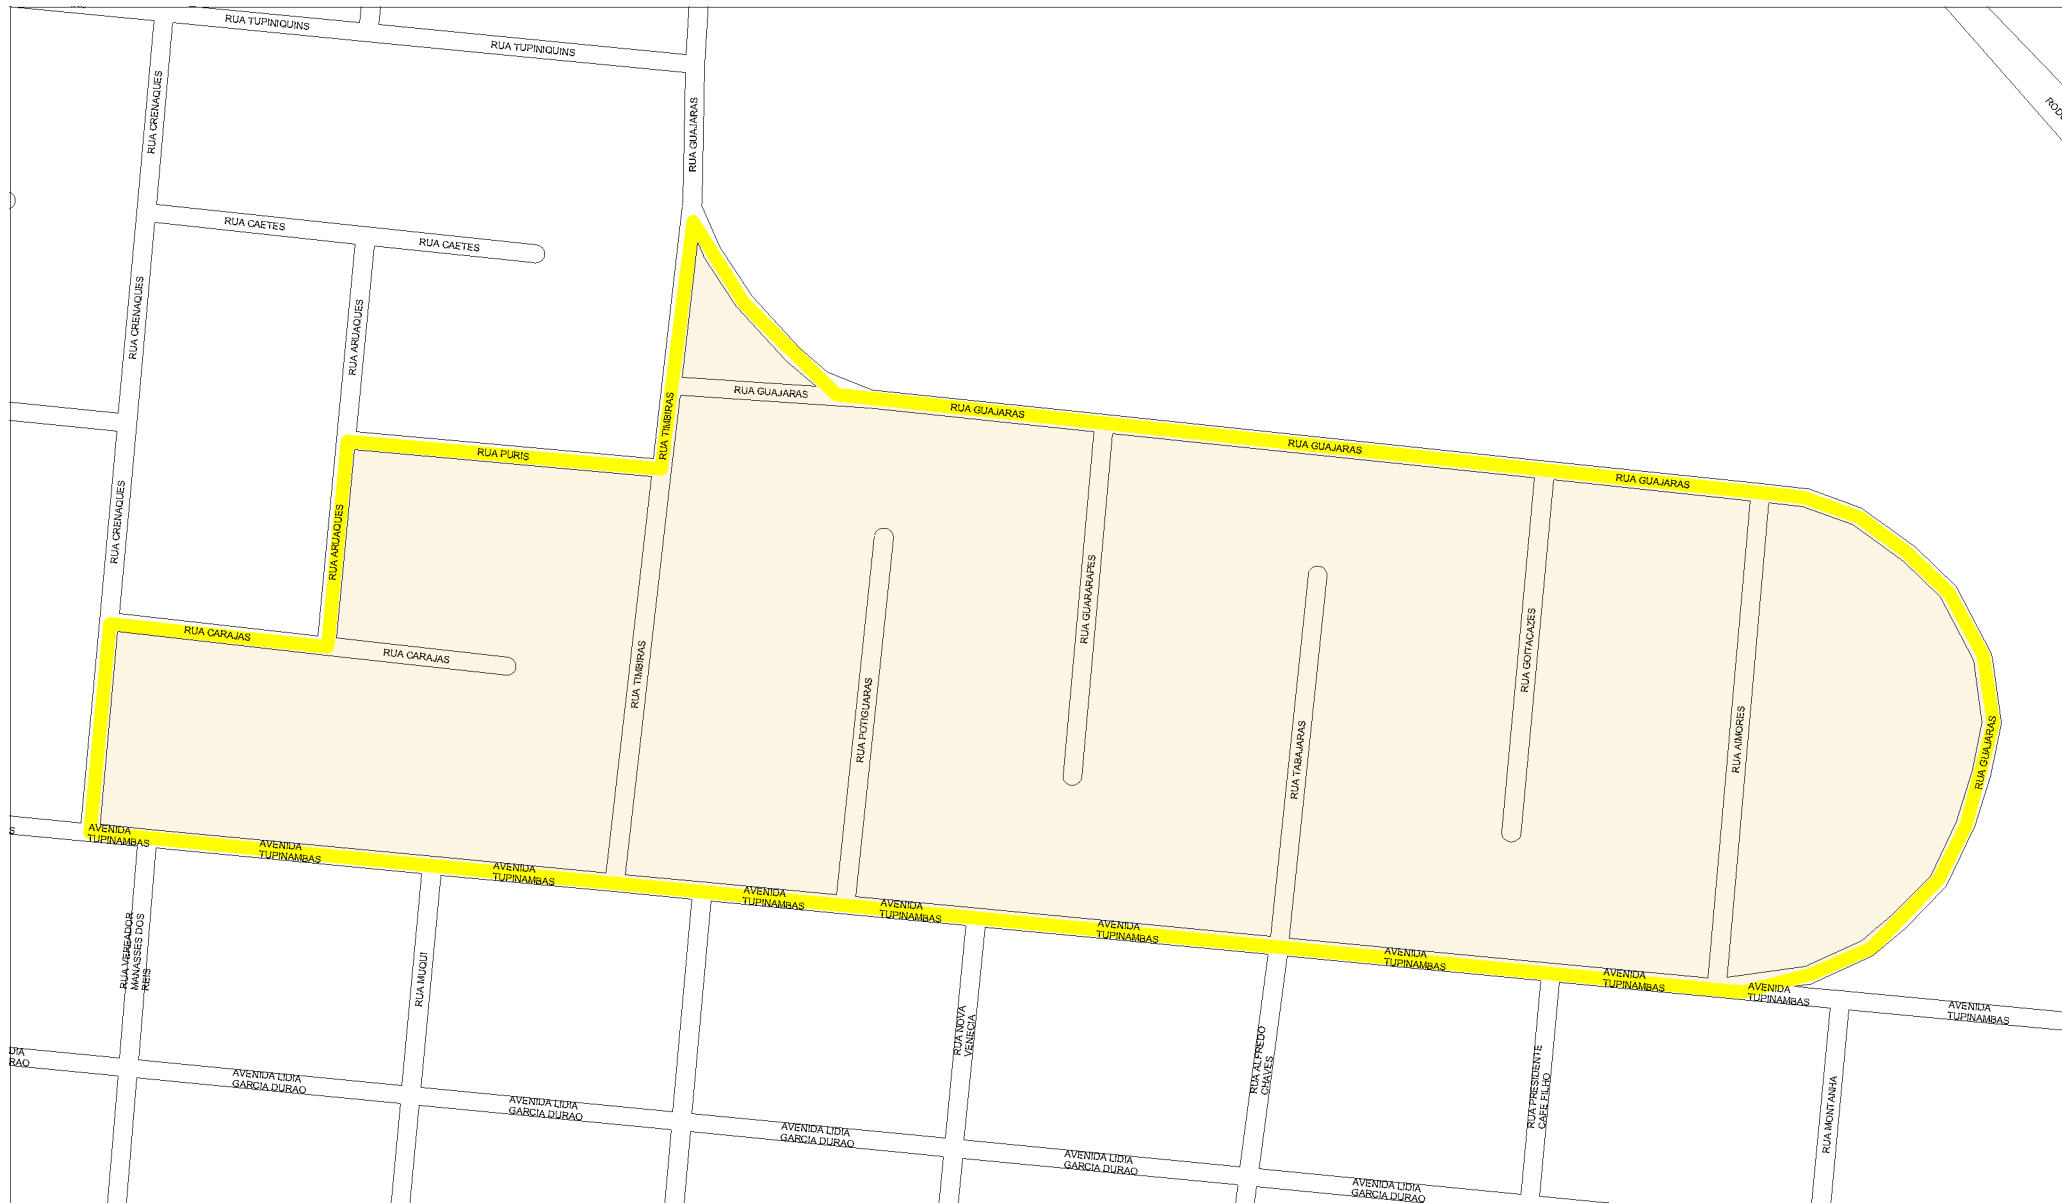 RUA TUPINIQUINS
RUA TUPINIQUINS
RUA CRENAQUES
RUA GUAJARAS
RUA CAETES
RUA CAETES
RUA CRENAQUES
RUA ARUAQUES
RUA GUAJARAS
RUA GUAJARAS
RUA TIMBIRAS
RUA GUAJARAS
RUA PURIS
RUA GUAJARAS
RUA CRENAQUES
RUA ARUAQUES
RUA GUARARAPES
RUA CARAJAS
RUA CARAJAS
RUA TIMBIRAS
RUA GOITACAZES
RUA POTIGUARAS
RUA TABAJARAS
RUA AIMORES
RUA GUAJARAS
S
AVENIDA
TUPINAMBAS
AVENIDA
TUPINAMBAS
AVENIDA
TUPINAMBAS
AVENIDA
TUPINAMBAS
AVENIDA
TUPINAMBAS
AVENIDA
TUPINAMBAS
AVENIDA
TUPINAMBAS
AVENIDA
TUPINAMBAS
AVENIDA
TUPINAMBAS
AVENIDA
TUPINAMBAS
RUA VEREADOR
MANASSES DOS
REIS
RUA MUQUI
RUA NOVA
VENECIA
RUA ALFREDO
CHAVES
RUA PRESIDENTE
CAFE FILHO
RUA MONTANHA
RAO
AVENIDA LIDIA
GARCIA DURAO
AVENIDA LIDIA
GARCIA DURAO
AVENIDA LIDIA
GARCIA DURAO
AVENIDA LIDIA
GARCIA DURAO
AVENIDA LIDIA
GARCIA DURAO